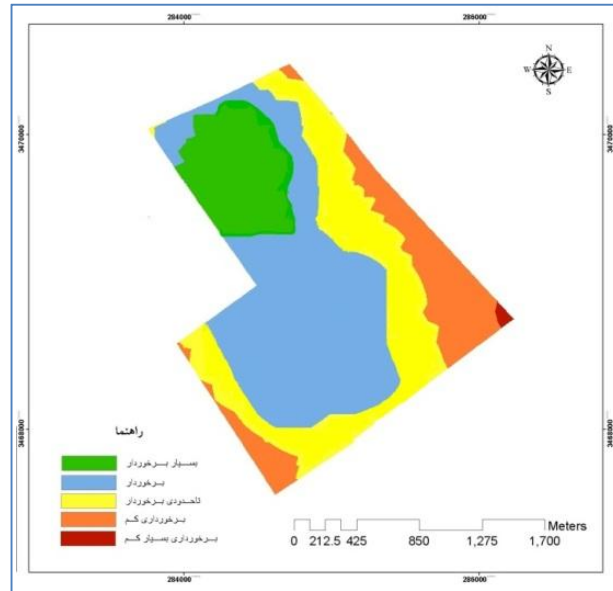 284000
286000
N
W E
S
3470000
3470000
راهنما
بسیار برخوردار
برخوردار
تاحدودی برخوردار
برخورداری کم
برخورداری بسیار کم
3468000
3468000
Meters
0 212.5 425 850 1,275 1,700
284000
286000